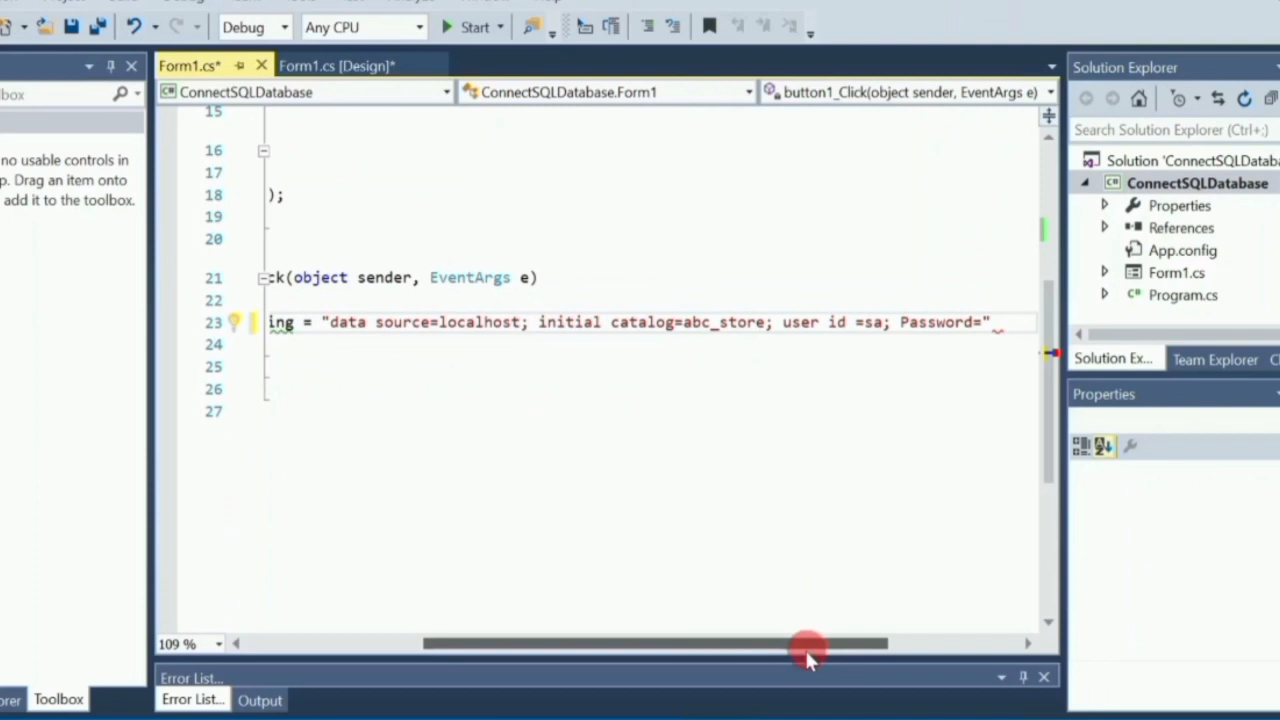 Debug
Any CPU
Start
Form1.cs*
Form1.cs [Design]*
Solution Explorer
ConnectSQLDatabase
ConnectSQLDatabase.Form1
button1_Click(object sender, EventArgs e)
Search Solution Explorer (Ctrl+;)
no usable controls in
p. Drag an item onto
add it to the toolbox.
15
16
17
18 );
19
20
21 ck(object sender, EventArgs e)
22
23 ing = "data source=localhost; initial catalog=abc_store; user id =sa; Password="
24
25
26
27
Solution 'ConnectSQLDataba
ConnectSQLDatabase
Properties
References
App.config
Form1.cs
Program.cs
Solution Ex...
Team Explorer
Properties
109 %
Error List...
Error List...
Output
Toolbox